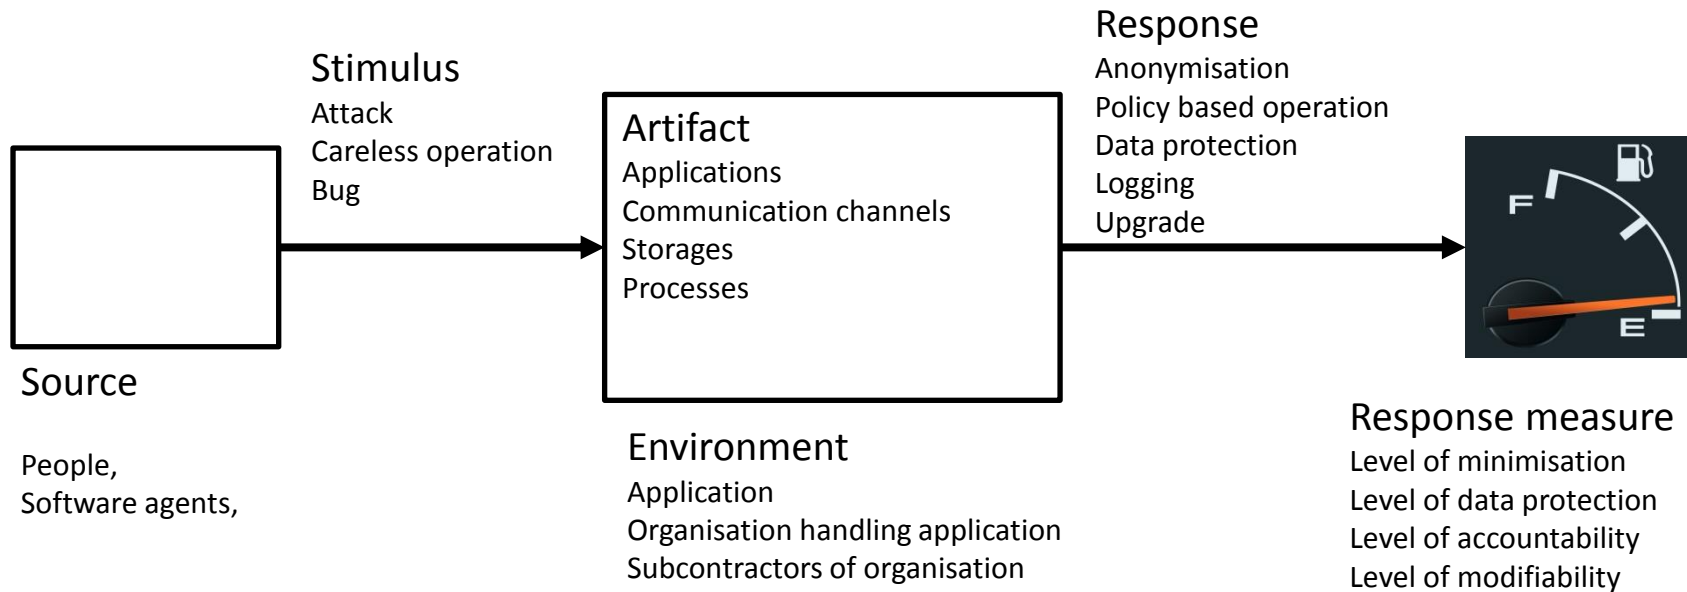 Source
People,
Software agents,
Stimulus
Attack
Careless operation
Bug
Artifact
Applications
Communication channels
Storages
Processes
Environment
Application
Organisation handling application
Subcontractors of organisation
Response
Anonymisation
Policy based operation
Data protection
Logging
Upgrade
F
E
Response measure
Level of minimisation
Level of data protection
Level of accountability
Level of modifiability